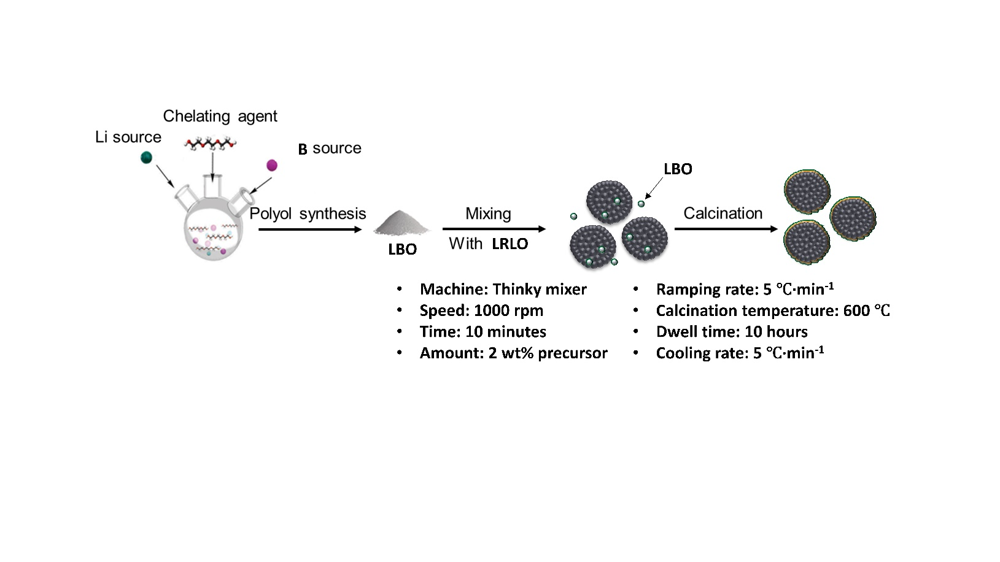 Chelating agent
Li source
B source
LBO
Polyol synthesis
Mixing
Calcination
With LRLO
LBO
• Machine: Thinky mixer
• Speed: 1000 rpm
• Time: 10 minutes
• Amount: 2 wt% precursor
• Ramping rate: 5 ℃·min⁻¹
• Calcination temperature: 600 ℃
• Dwell time: 10 hours
• Cooling rate: 5 ℃·min⁻¹